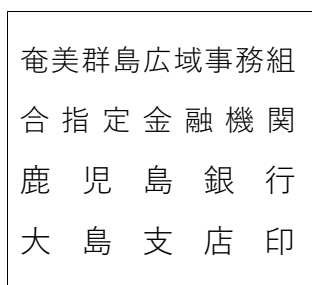 奄美群島広域事務組
合指定金融機関
鹿児島銀行
大島支店印